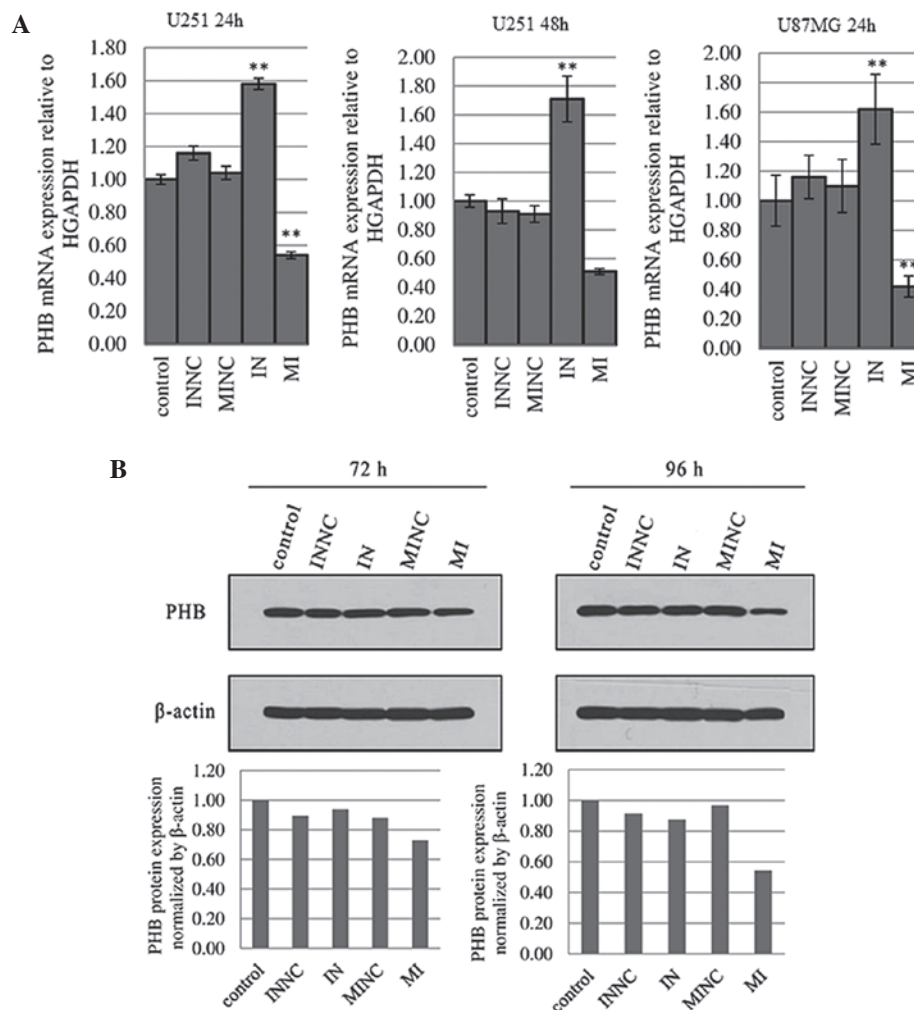 A
U251 24h
PHB mRNA expression relative to
HGAPDH
1.80
1.60
1.40
1.20
1.00
0.80
0.60
0.40
0.20
0.00
**
**
control
INNC
MINC
IN
MI
U251 48h
PHB mRNA expression relative to
HGAPDH
2.00
1.80
1.60
1.40
1.20
1.00
0.80
0.60
0.40
0.20
0.00
**
control
INNC
MINC
IN
MI
U87MG 24h
PHB mRNA expression relative to
HGAPDH
2.00
1.80
1.60
1.40
1.20
1.00
0.80
0.60
0.40
0.20
0.00
**
**
control
INNC
MINC
IN
MI
B
72 h
control
INNC
IN
MINC
MI
96 h
control
INNC
IN
MINC
MI
PHB
β-actin
PHB protein expression
normalized by β-actin
1.20
1.00
0.80
0.60
0.40
0.20
0.00
control
INNC
IN
MINC
MI
PHB protein expression
normalized by β-actin
1.20
1.00
0.80
0.60
0.40
0.20
0.00
control
INNC
IN
MINC
MI